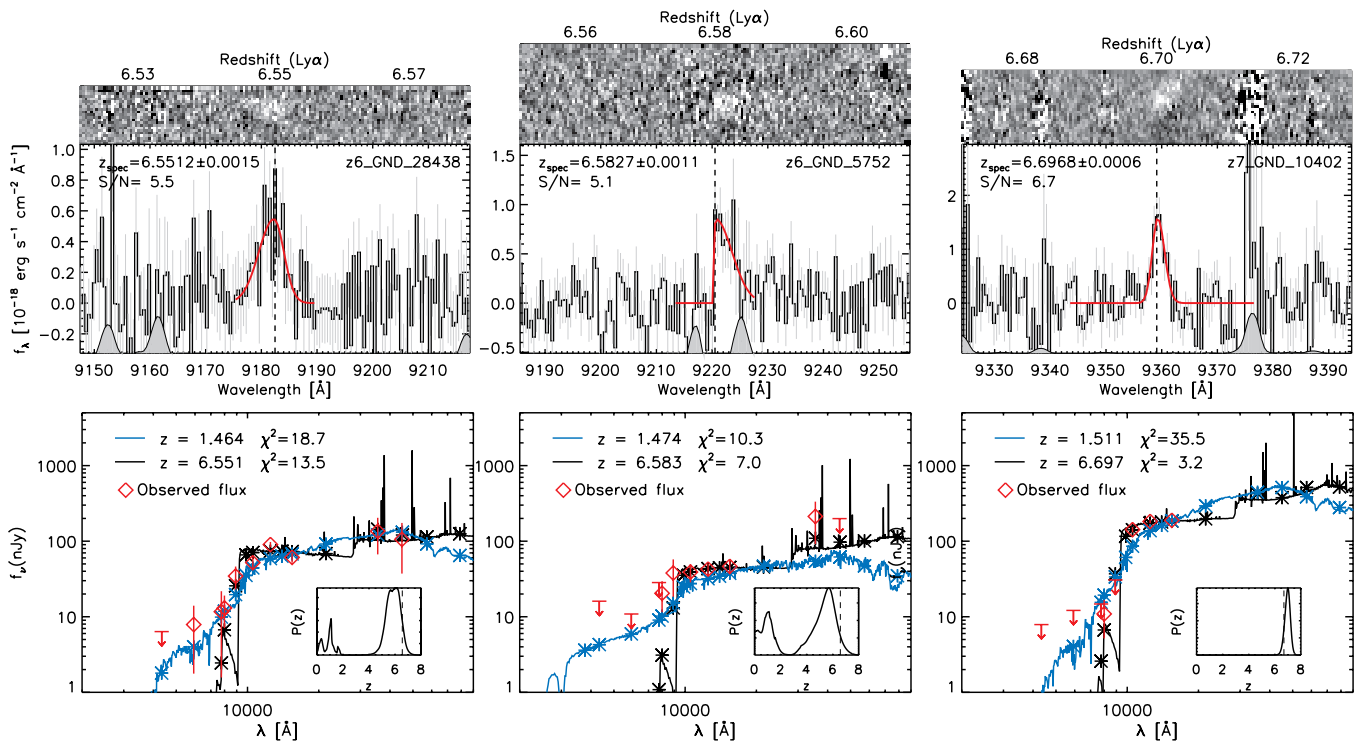 Redshift (Lyα)
6.53 6.55 6.57
z_spec=6.5512±0.0015 z6_GND_28438
S/N= 5.5
f_λ [10⁻¹⁸ erg s⁻¹ cm⁻² Å⁻¹]
1.0
0.8
0.6
0.4
0.2
0.0
−0.2
9150 9160 9170 9180 9190 9200 9210
Wavelength [Å]
Redshift (Lyα)
6.56 6.58 6.60
z_spec=6.5827±0.0011 z6_GND_5752
S/N= 5.1
1.5
1.0
0.5
0.0
−0.5
9190 9200 9210 9220 9230 9240 9250
Wavelength [Å]
Redshift (Lyα)
6.68 6.70 6.72
z_spec=6.6968±0.0006 z7_GND_10402
S/N= 6.7
2
1
0
9330 9340 9350 9360 9370 9380 9390
Wavelength [Å]
z = 1.464 χ²=18.7
z = 6.551 χ²=13.5
Observed flux
f_ν(nJy)
1000
100
10
1
P(z)
0 2 4 6 8
z
10000
λ [Å]
z = 1.474 χ²=10.3
z = 6.583 χ²=7.0
Observed flux
1000
100
10
1
P(z)
0 2 4 6 8
z
10000
λ [Å]
z = 1.511 χ²=35.5
z = 6.697 χ²=3.2
Observed flux
(nJy)
1000
100
10
1
P(z)
0 2 4 6 8
z
10000
λ [Å]